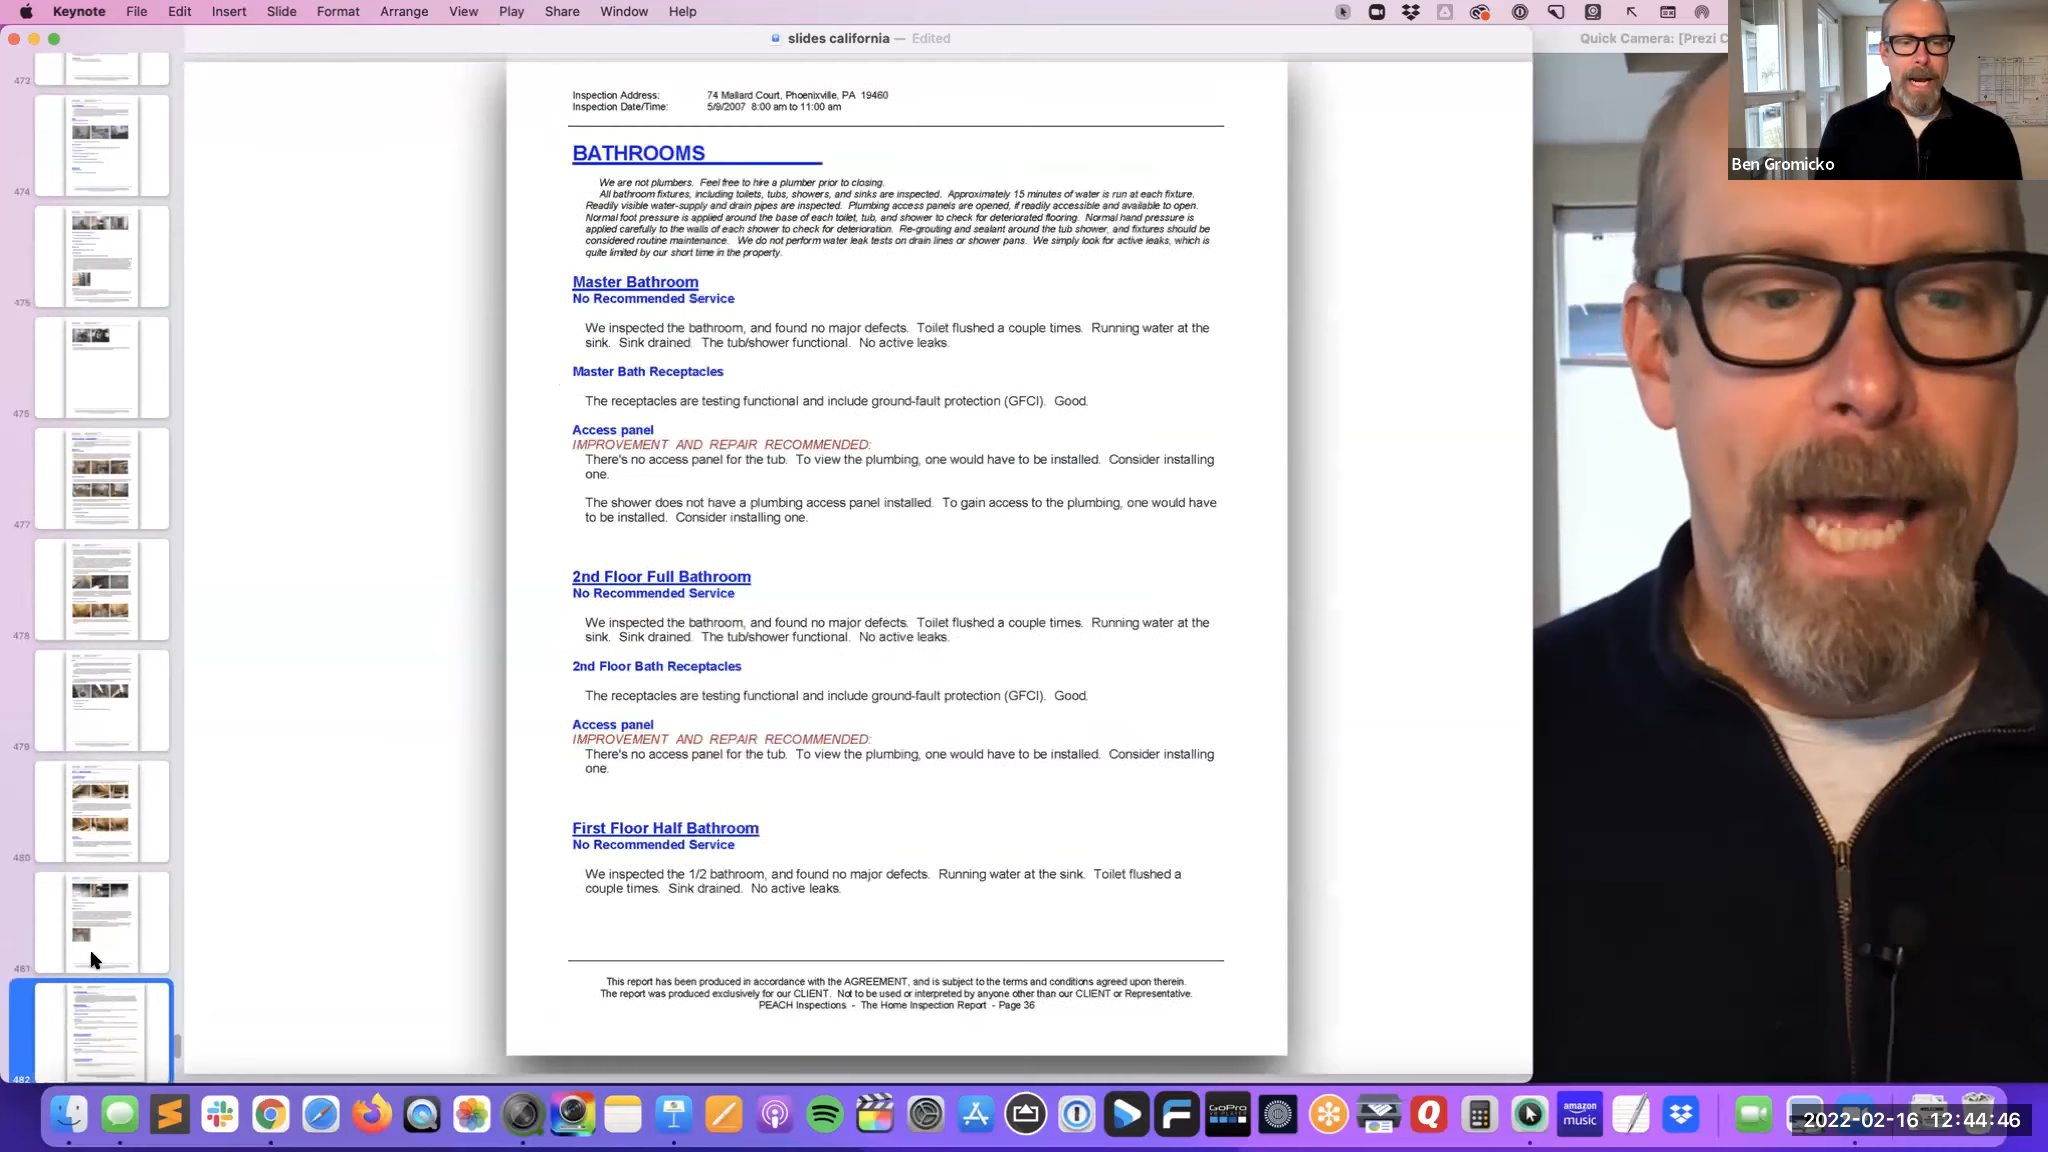 Keynote File Edit Insert Slide Format Arrange View Play Share Window Help
slides california — Edited
Quick Camera: [Prezi C
Ben Gromicko
Inspection Address: 74 Mallard Court, Phoenixville, PA 19460
Inspection Date/Time: 5/9/2007 8:00 am to 11:00 am
BATHROOMS
We are not plumbers. Feel free to hire a plumber prior to closing.
All bathroom fixtures, including toilets, tubs, showers, and sinks are inspected. Approximately 15 minutes of water is run at each fixture.
Readily visible water-supply and drain pipes are inspected. Plumbing access panels are opened, if readily accessible and available to open.
Normal foot pressure is applied around the base of each toilet, tub, and shower to check for deteriorated flooring. Normal hand pressure is
applied carefully to the walls of each shower to check for deterioration. Re-grouting and sealant around the tub shower, and fixtures should be
considered routine maintenance. We do not perform water leak tests on drain lines or shower pans. We simply look for active leaks, which is
quite limited by our short time in the property.
Master Bathroom
No Recommended Service
We inspected the bathroom, and found no major defects. Toilet flushed a couple times. Running water at the
sink. Sink drained. The tub/shower functional. No active leaks.
Master Bath Receptacles
The receptacles are testing functional and include ground-fault protection (GFCI). Good.
Access panel
IMPROVEMENT AND REPAIR RECOMMENDED:
There's no access panel for the tub. To view the plumbing, one would have to be installed. Consider installing
one.
The shower does not have a plumbing access panel installed. To gain access to the plumbing, one would have
to be installed. Consider installing one.
2nd Floor Full Bathroom
No Recommended Service
We inspected the bathroom, and found no major defects. Toilet flushed a couple times. Running water at the
sink. Sink drained. The tub/shower functional. No active leaks.
2nd Floor Bath Receptacles
The receptacles are testing functional and include ground-fault protection (GFCI). Good.
Access panel
IMPROVEMENT AND REPAIR RECOMMENDED:
There's no access panel for the tub. To view the plumbing, one would have to be installed. Consider installing
one.
First Floor Half Bathroom
No Recommended Service
We inspected the 1/2 bathroom, and found no major defects. Running water at the sink. Toilet flushed a
couple times. Sink drained. No active leaks.
This report has been produced in accordance with the AGREEMENT, and is subject to the terms and conditions agreed upon therein.
The report was produced exclusively for our CLIENT. Not to be used or interpreted by anyone other than our CLIENT or Representative.
PEACH Inspections - The Home Inspection Report - Page 36
473
474
475
476
477
478
479
480
481
482
GoPro
amazon
music
2022-02-16 12:44:46